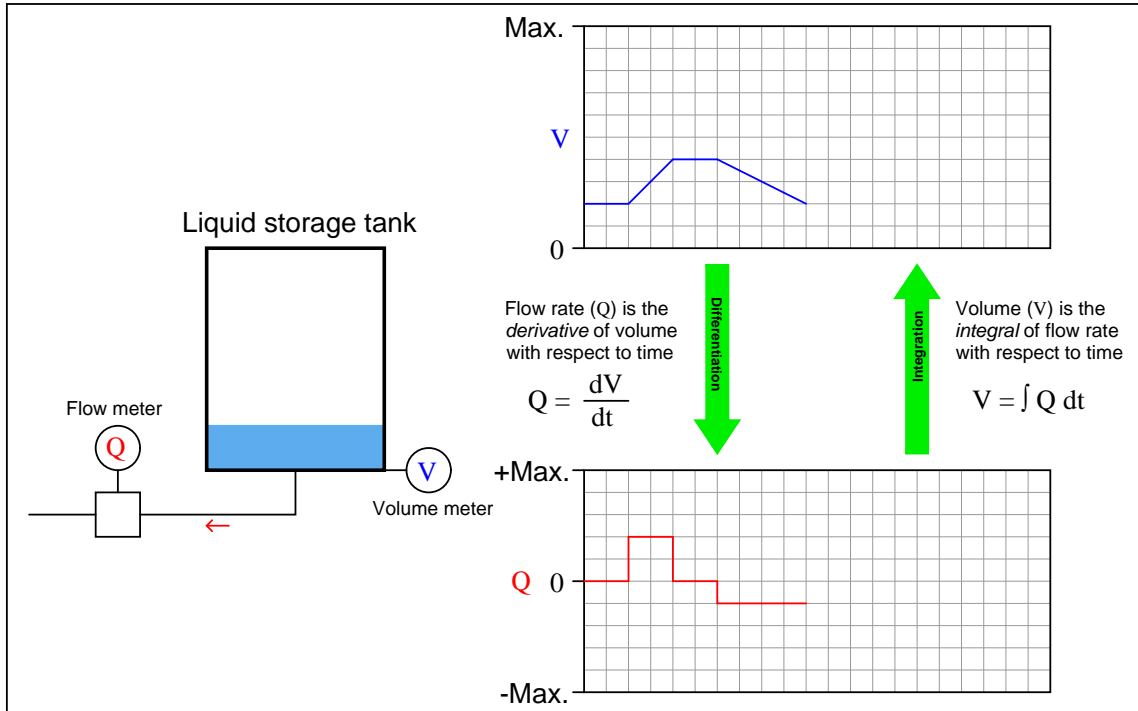 Max.
V
0
Liquid storage tank
Flow meter
Q
V
Volume meter
←
Flow rate (Q) is the
derivative of volume
with respect to time
Q = dV
dt
Differentiation
Integration
Volume (V) is the
integral of flow rate
with respect to time
V = ∫ Q dt
+Max.
Q 0
-Max.